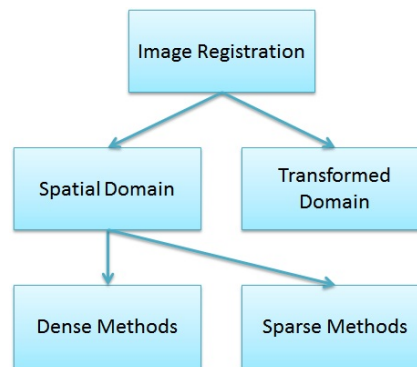 Image Registration
Spatial Domain
Transformed
Domain
Dense Methods
Sparse Methods